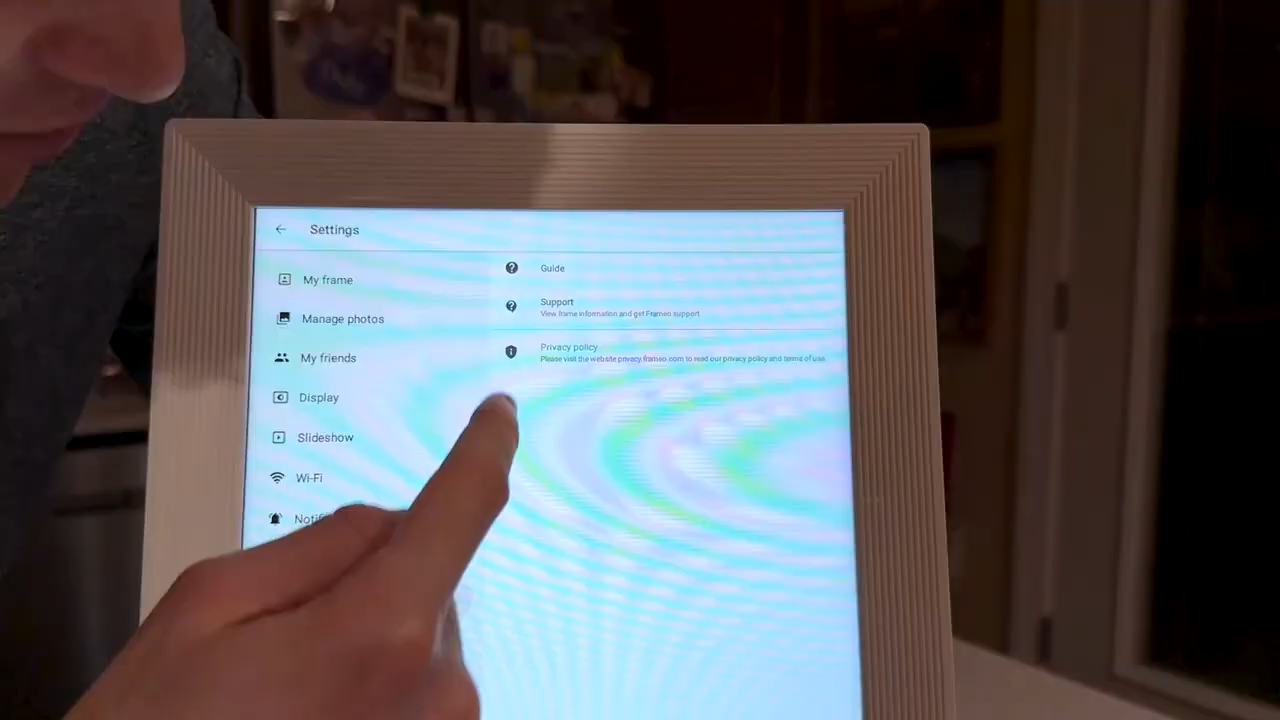 Settings
My frame
Manage photos
My friends
Display
Slideshow
Wi-Fi
Guide
Support
View frame information and get Frameo support
Privacy policy
Please visit the website privacy.frameo.com to read our privacy policy and terms of use.